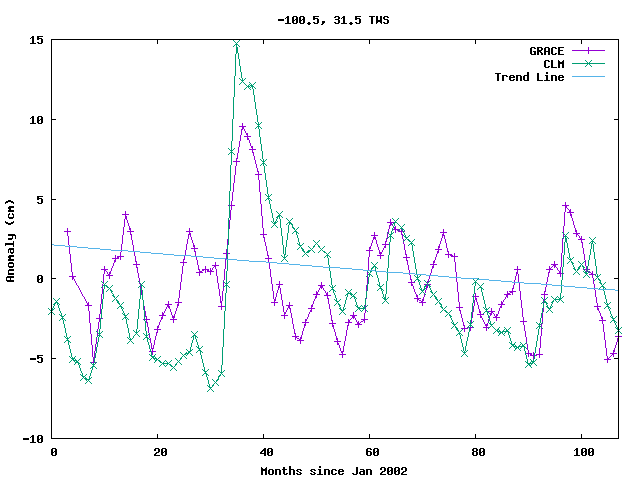 -100.5, 31.5 TWS
GRACE
CLM
Trend Line
15
10
5
0
-5
-10
Anomaly (cm)
0 20 40 60 80 100
Months since Jan 2002